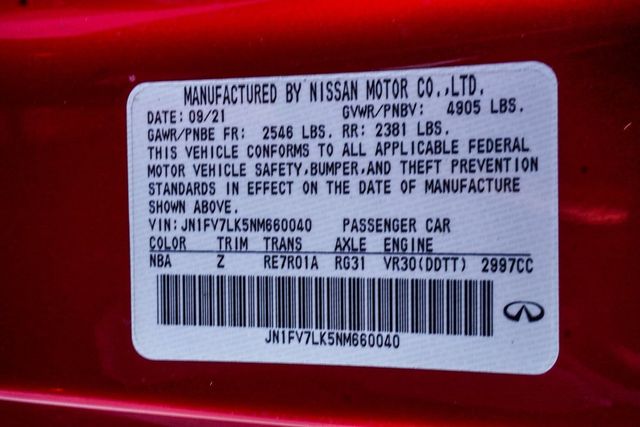 MANUFACTURED BY NISSAN MOTOR CO.,LTD.
DATE: 09/21 GVWR/PNBV: 4905 LBS.
GAWR/PNBE FR: 2546 LBS. RR: 2381 LBS.
THIS VEHICLE CONFORMS TO ALL APPLICABLE FEDERAL
MOTOR VEHICLE SAFETY,BUMPER,AND THEFT PREVENTION
STANDARDS IN EFFECT ON THE DATE OF MANUFACTURE
SHOWN ABOVE.
VIN: JN1FV7LK5NM660040 PASSENGER CAR
COLOR TRIM TRANS AXLE ENGINE
NBA Z RE7R01A RG31 VR30(DDTT) 2997CC
JN1FV7LK5NM660040